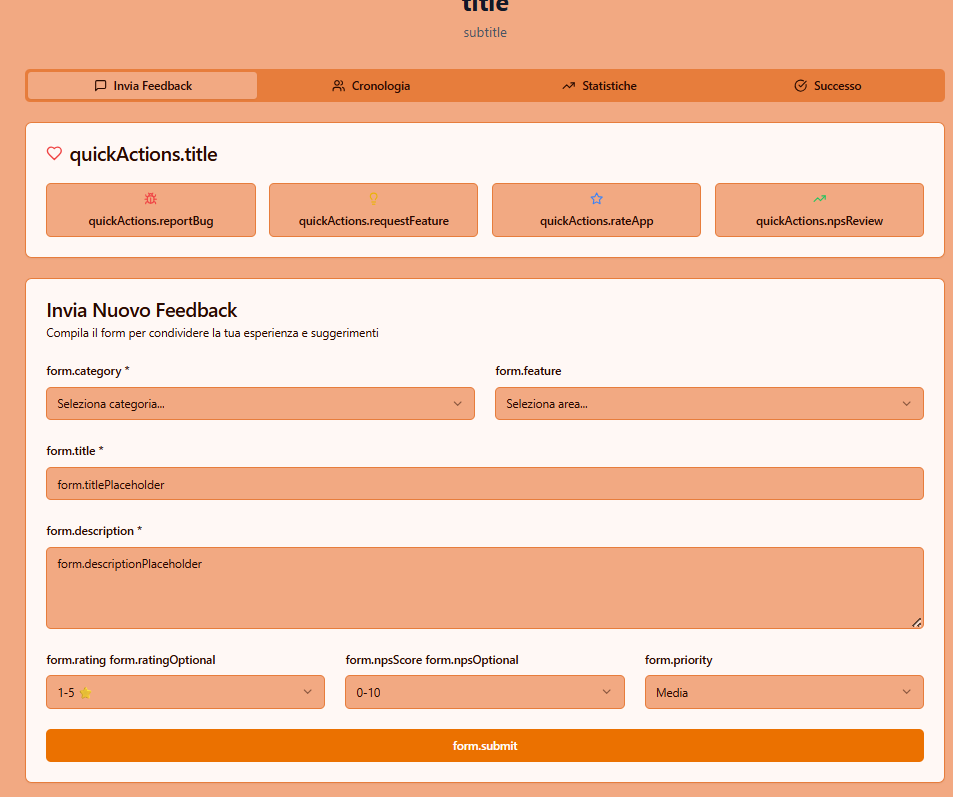 title
subtitle
Invia Feedback
Cronologia
Statistiche
Successo
quickActions.title
quickActions.reportBug
quickActions.requestFeature
quickActions.rateApp
quickActions.npsReview
Invia Nuovo Feedback
Compila il form per condividere la tua esperienza e suggerimenti
form.category *
form.feature
Seleziona categoria...
Seleziona area...
form.title *
form.titlePlaceholder
form.description *
form.descriptionPlaceholder
form.rating form.ratingOptional
form.npsScore form.npsOptional
form.priority
1-5 ⭐
0-10
Media
form.submit